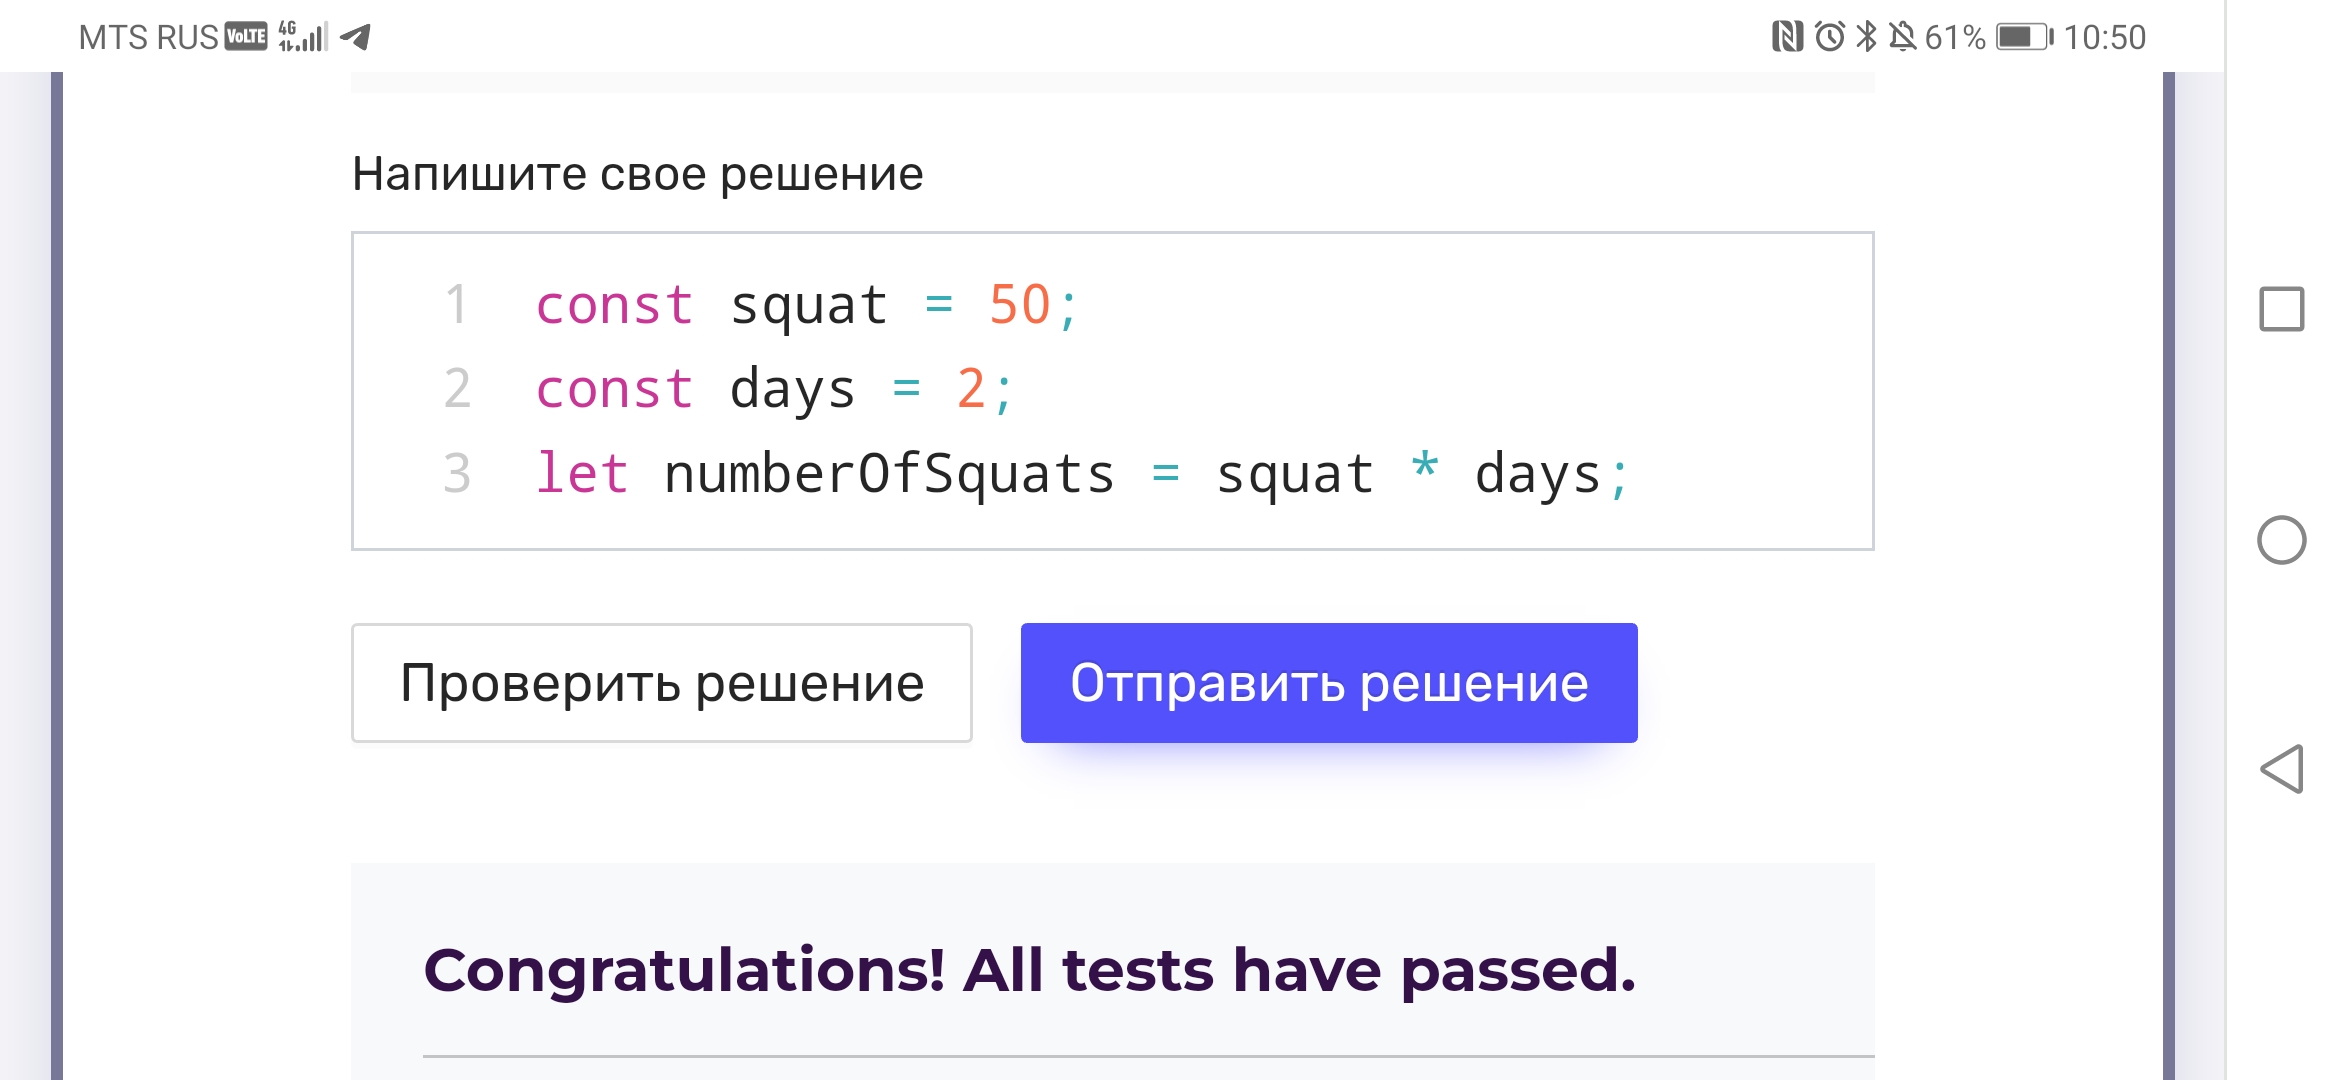 MTS RUS VoLTE 4G 61% 10:50
Напишите свое решение
1 const squat = 50;
2 const days = 2;
3 let numberOfSquats = squat * days;
Проверить решение Отправить решение
Congratulations! All tests have passed.